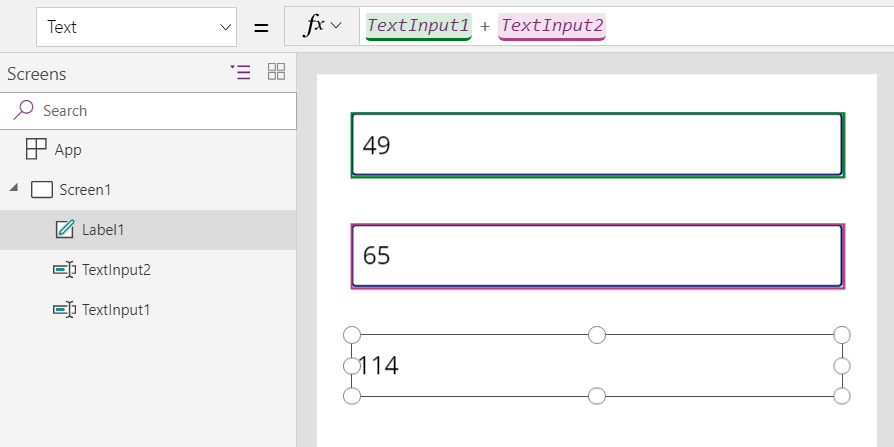 Text = fx TextInput1 + TextInput2
Screens
Search
App
Screen1
Label1
TextInput2
TextInput1
49
65
114